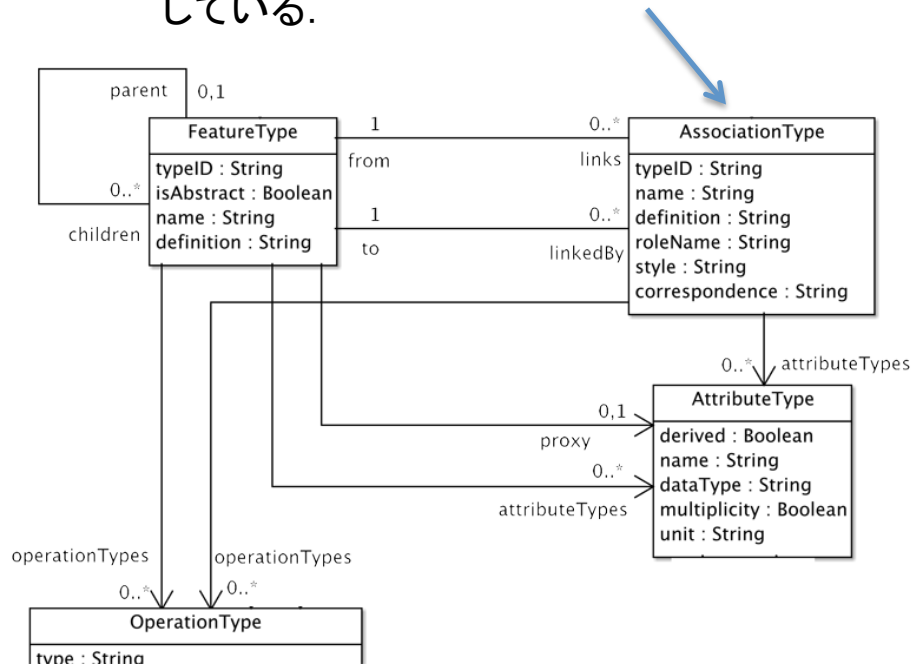 している.
parent 0,1
FeatureType
typeID : String
isAbstract : Boolean
name : String
definition : String
0..*
children
1
from
0..*
links
1
to
0..*
linkedBy
AssociationType
typeID : String
name : String
definition : String
roleName : String
style : String
correspondence : String
0..* attributeTypes
AttributeType
derived : Boolean
name : String
dataType : String
multiplicity : Boolean
unit : String
0,1
proxy
0..*
attributeTypes
operationTypes
0..*
operationTypes
0..*
OperationType
type : String